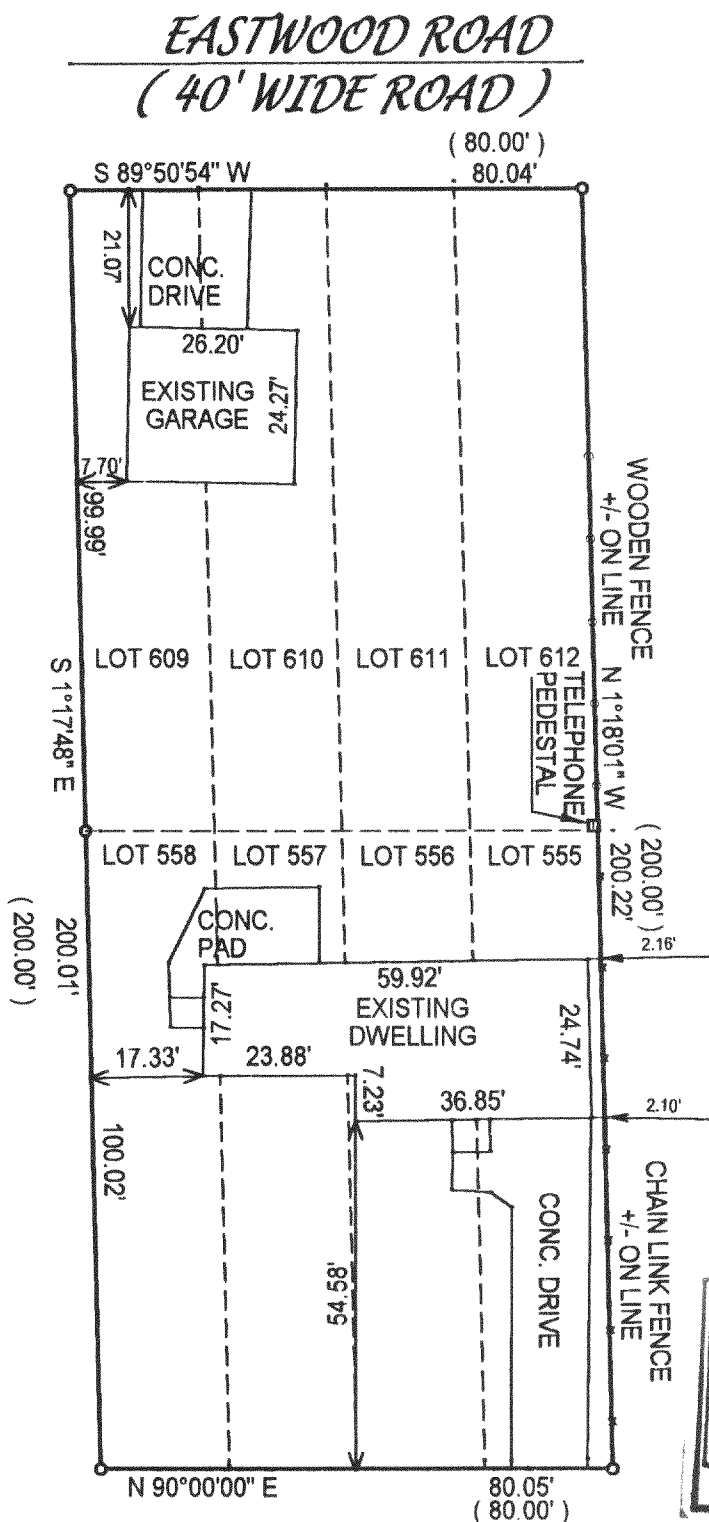 EASTWOOD ROAD
( 40' WIDE ROAD )
( 80.00' )
S 89°50'54" W
80.04'
21.07'
CONC.
DRIVE
26.20'
EXISTING
GARAGE
24.27'
7.70'
99.99'
WOODEN FENCE
+/- ON LINE
S 1°17'48" E
LOT 609
LOT 610
LOT 611
LOT 612
N 1°18'01" W
TELEPHONE
PEDESTAL
LOT 558
LOT 557
LOT 556
LOT 555
( 200.00' )
200.22'
200.01'
( 200.00' )
CONC.
PAD
2.16'
59.92'
EXISTING
DWELLING
17.27'
24.74'
17.33'
23.88'
7.23'
36.85'
2.10'
100.02'
CONC. DRIVE
CHAIN LINK FENCE
+/- ON LINE
54.58'
N 90°00'00" E
80.05'
( 80.00' )